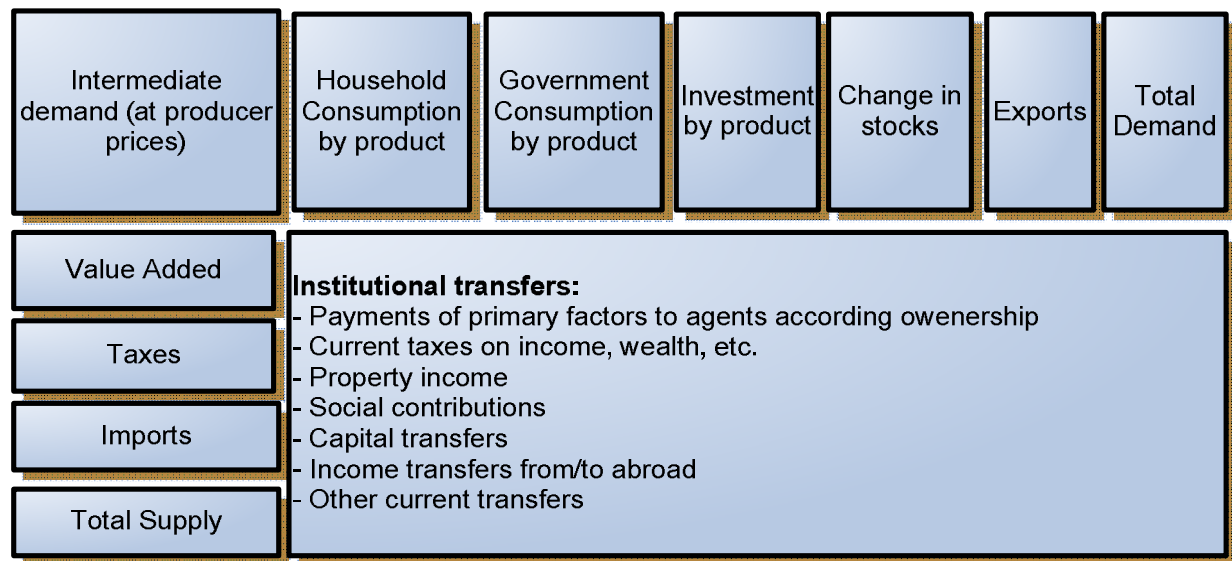 Intermediate
demand (at producer
prices)
Household
Consumption
by product
Government
Consumption
by product
Investment
by product
Change in
stocks
Exports
Total
Demand
Value Added
Taxes
Imports
Total Supply
Institutional transfers:
- Payments of primary factors to agents according owenership
- Current taxes on income, wealth, etc.
- Property income
- Social contributions
- Capital transfers
- Income transfers from/to abroad
- Other current transfers